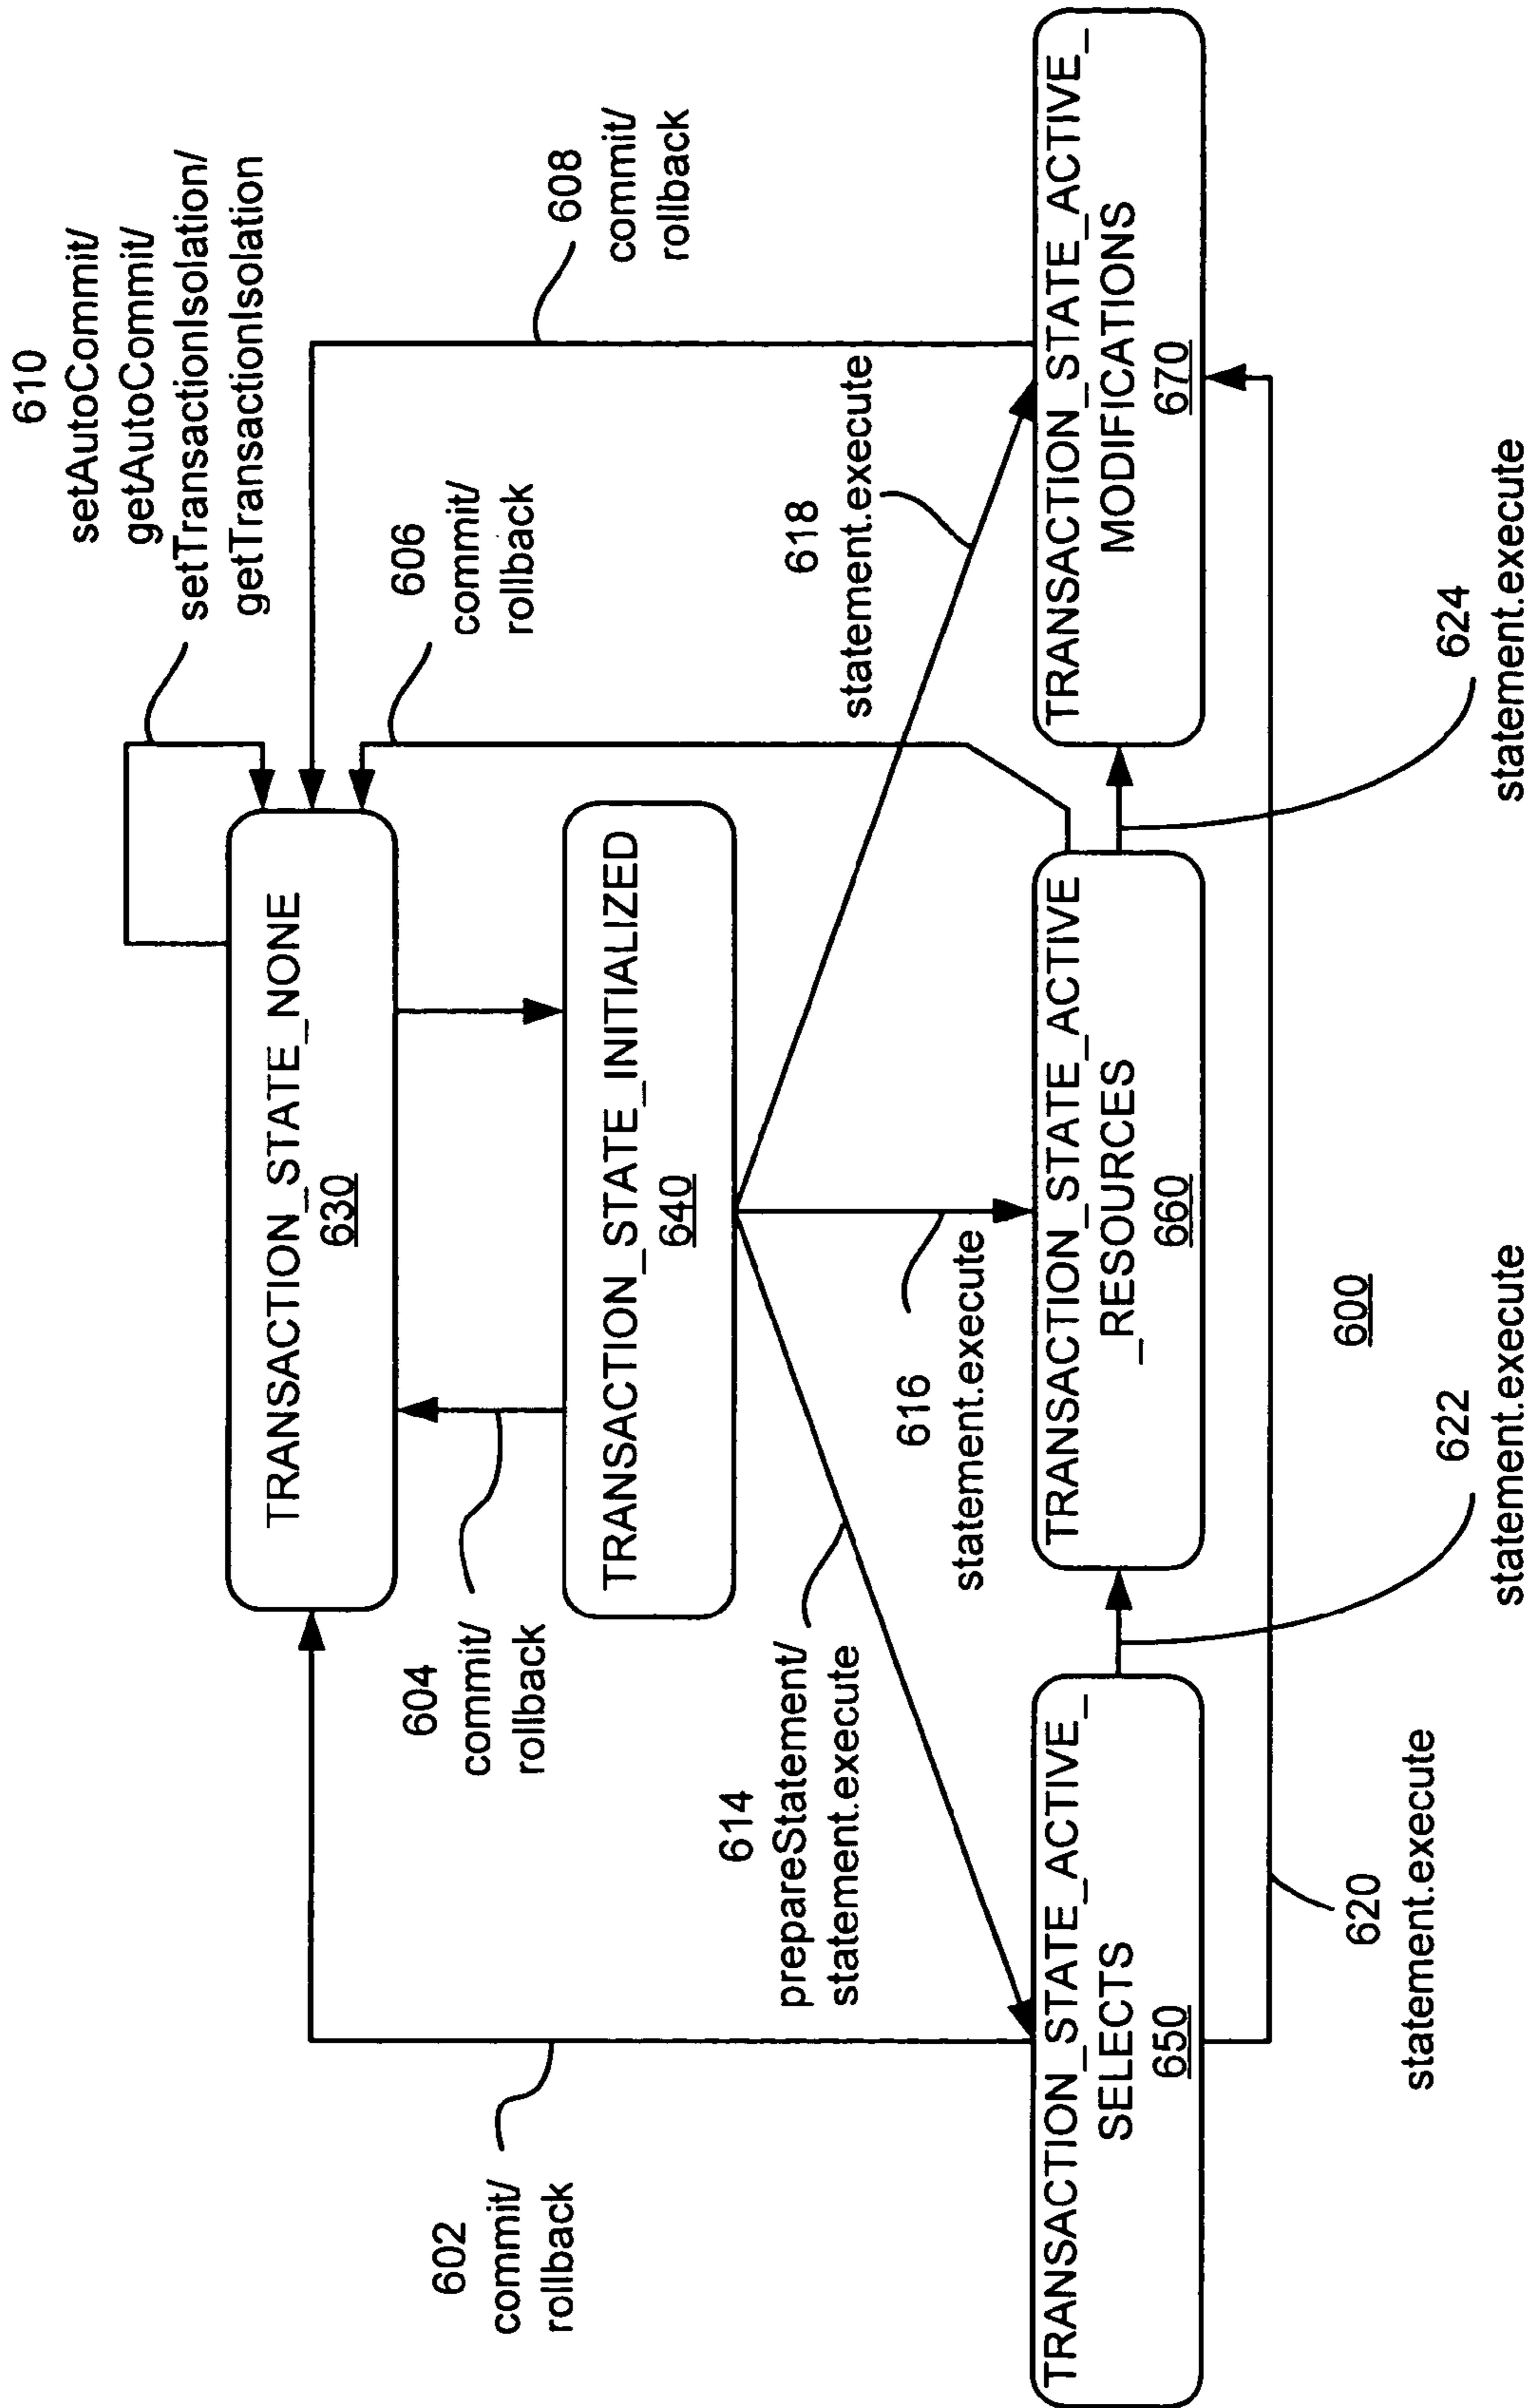 610
setAutoCommit/
getAutoCommit/
setTransactionIsolation/
getTransactionIsolation
TRANSACTION_STATE_NONE
630
602
commit/
rollback
604
commit/
rollback
606
commit/
rollback
608
commit/
rollback
TRANSACTION_STATE_INITIALIZED
640
614
prepareStatement/
statement.execute
616
statement.execute
618
statement.execute
TRANSACTION_STATE_ACTIVE_
SELECTS
650
TRANSACTION_STATE_ACTIVE
_RESOURCES
660
TRANSACTION_STATE_ACTIVE_
MODIFICATIONS
670
600
620
statement.execute
622
statement.execute
624
statement.execute